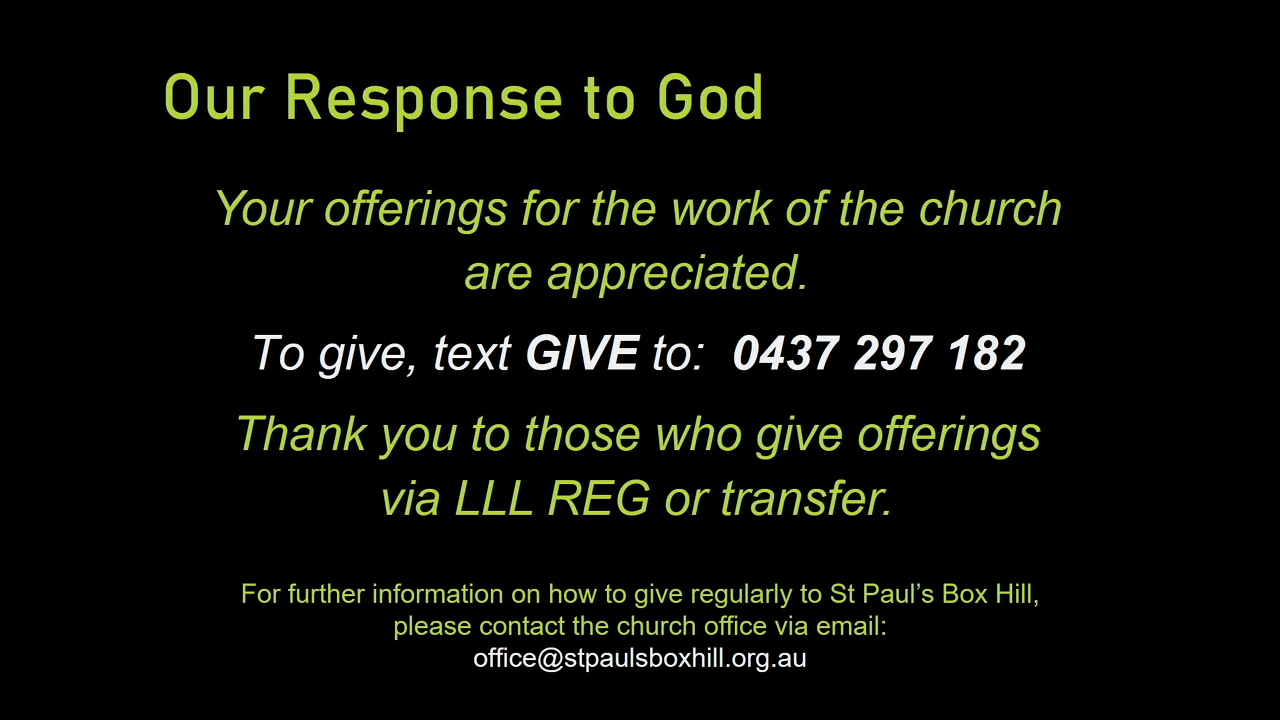 Our Response to God
Your offerings for the work of the church
are appreciated.
To give, text GIVE to:  0437 297 182
Thank you to those who give offerings
via LLL REG or transfer.
For further information on how to give regularly to St Paul’s Box Hill,
please contact the church office via email:
office@stpaulsboxhill.org.au